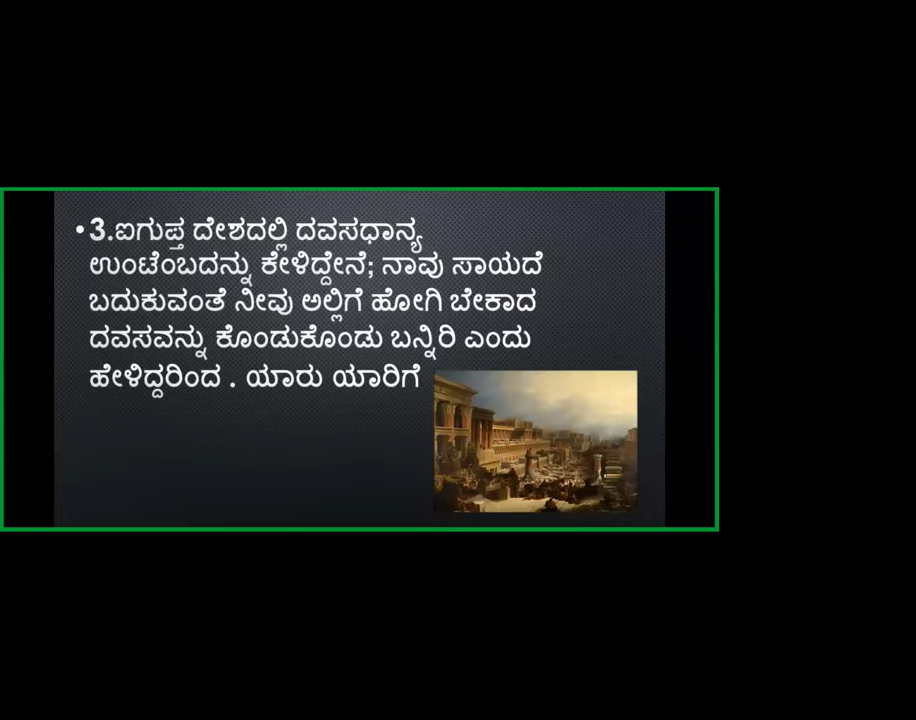 •3.ಐಗುಪ್ತ ದೇಶದಲ್ಲಿ ದವಸಧಾನ್ಯ
ಉಂಟೆಂಬದನ್ನು ಕೇಳಿದ್ದೇನೆ; ನಾವು ಸಾಯದೆ
ಬದುಕುವಂತೆ ನೀವು ಅಲ್ಲಿಗೆ ಹೋಗಿ ಬೇಕಾದ
ದವಸವನ್ನು ಕೊಂಡುಕೊಂಡು ಬನ್ನಿರಿ ಎಂದು
ಹೇಳಿದ್ದರಿಂದ . ಯಾರು ಯಾರಿಗೆ